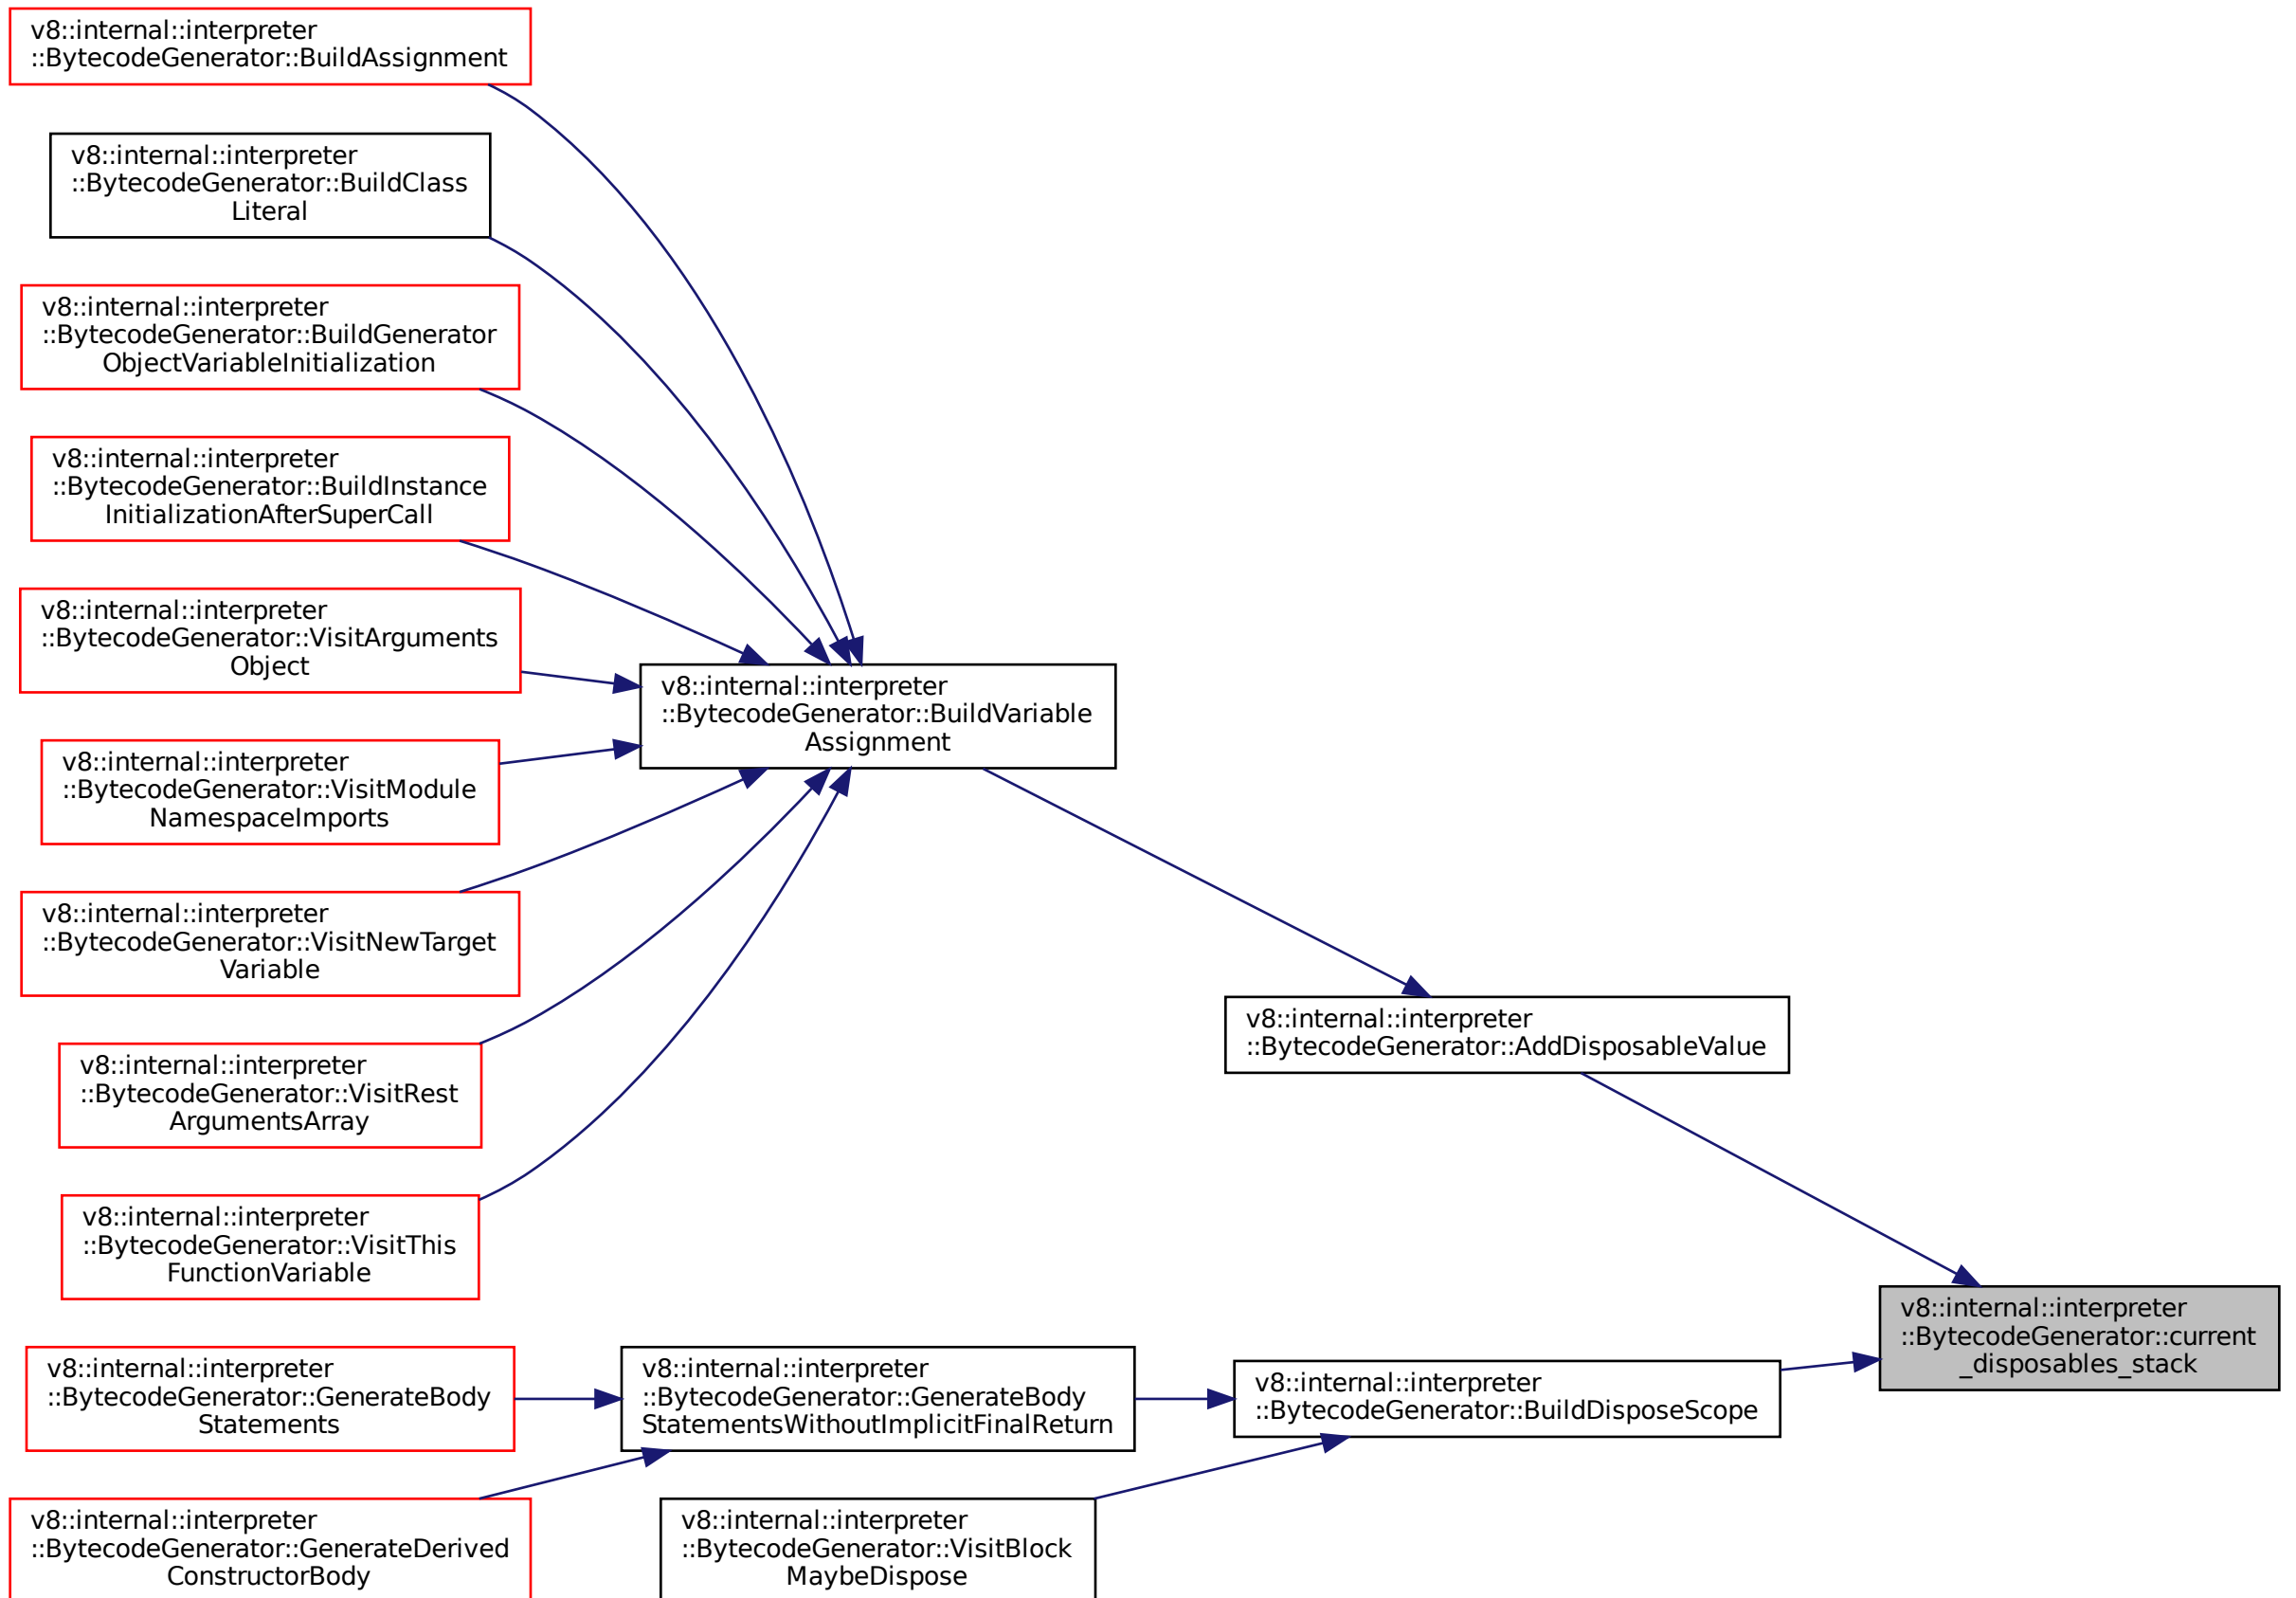 v8::internal::interpreter
::BytecodeGenerator::BuildAssignment
v8::internal::interpreter
::BytecodeGenerator::BuildClass
Literal
v8::internal::interpreter
::BytecodeGenerator::BuildGenerator
ObjectVariableInitialization
v8::internal::interpreter
::BytecodeGenerator::BuildInstance
InitializationAfterSuperCall
v8::internal::interpreter
::BytecodeGenerator::VisitArguments
Object
v8::internal::interpreter
::BytecodeGenerator::VisitModule
NamespaceImports
v8::internal::interpreter
::BytecodeGenerator::VisitNewTarget
Variable
v8::internal::interpreter
::BytecodeGenerator::VisitRest
ArgumentsArray
v8::internal::interpreter
::BytecodeGenerator::VisitThis
FunctionVariable
v8::internal::interpreter
::BytecodeGenerator::GenerateBody
Statements
v8::internal::interpreter
::BytecodeGenerator::GenerateDerived
ConstructorBody
v8::internal::interpreter
::BytecodeGenerator::BuildVariable
Assignment
v8::internal::interpreter
::BytecodeGenerator::GenerateBody
StatementsWithoutImplicitFinalReturn
v8::internal::interpreter
::BytecodeGenerator::VisitBlock
MaybeDispose
v8::internal::interpreter
::BytecodeGenerator::AddDisposableValue
v8::internal::interpreter
::BytecodeGenerator::BuildDisposeScope
v8::internal::interpreter
::BytecodeGenerator::current
_disposables_stack